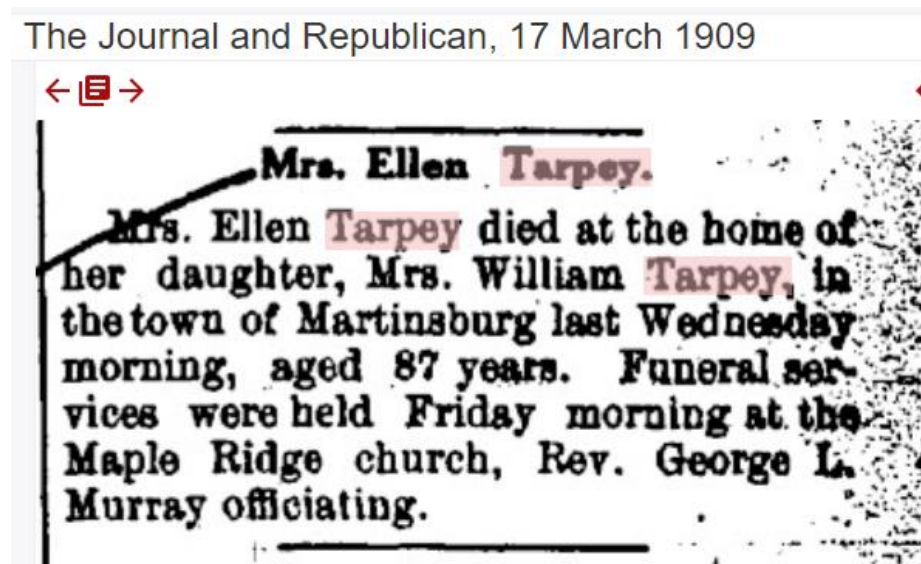 The Journal and Republican, 17 March 1909
Mrs. Ellen Tarpey.
Mrs. Ellen Tarpey died at the home of
her daughter, Mrs. William Tarpey, in
the town of Martinsburg last Wednesday
morning, aged 87 years. Funeral ser-
vices were held Friday morning at the
Maple Ridge church, Rev. George L.
Murray officiating.